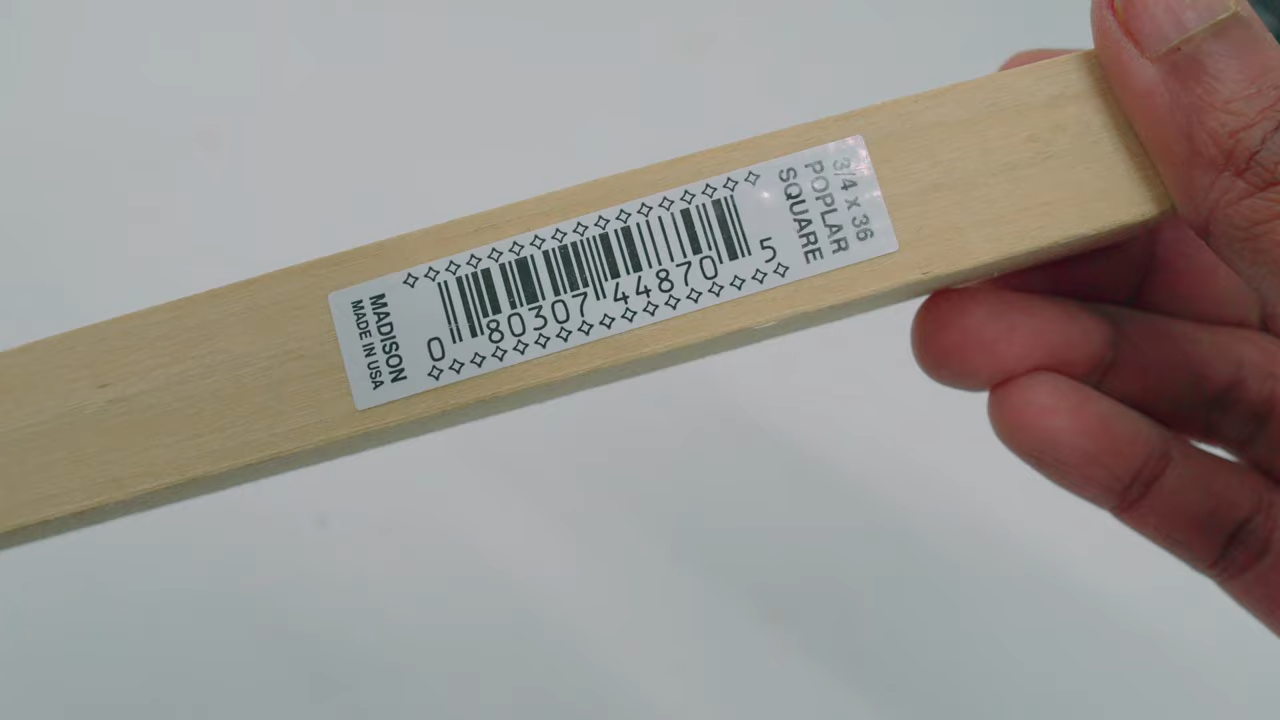 MADISON
MADE IN USA
0 80307 44870 5
3/4 x 36
POPLAR
SQUARE